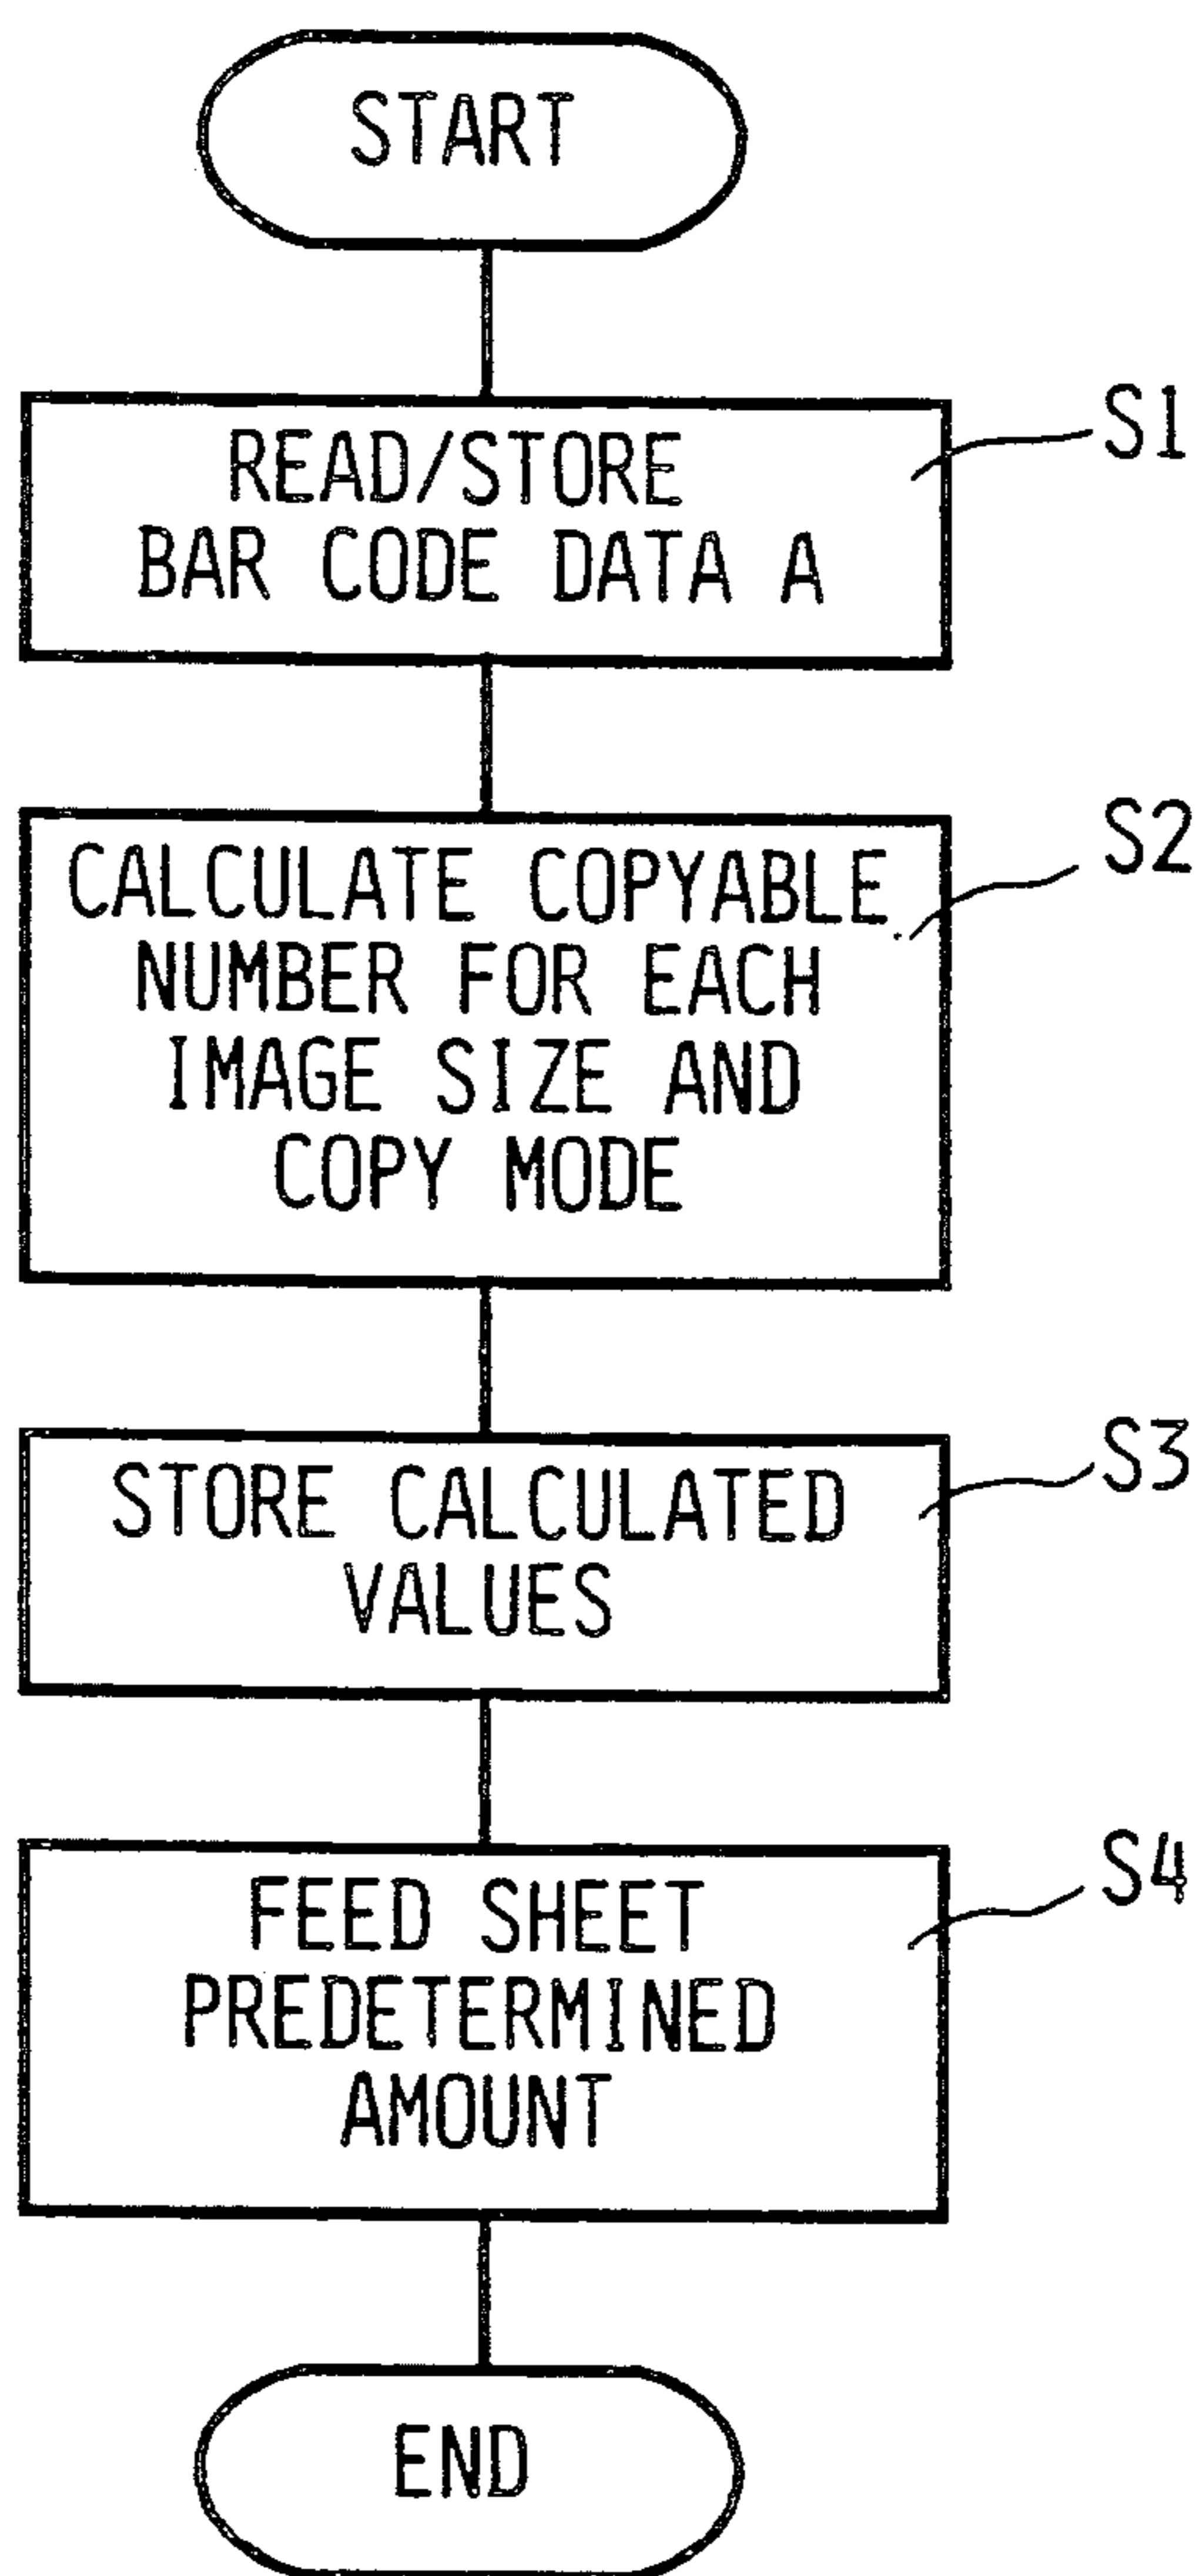 START
S1
READ/STORE
BAR CODE DATA A
S2
CALCULATE COPYABLE
NUMBER FOR EACH
IMAGE SIZE AND
COPY MODE
S3
STORE CALCULATED
VALUES
S4
FEED SHEET
PREDETERMINED
AMOUNT
END